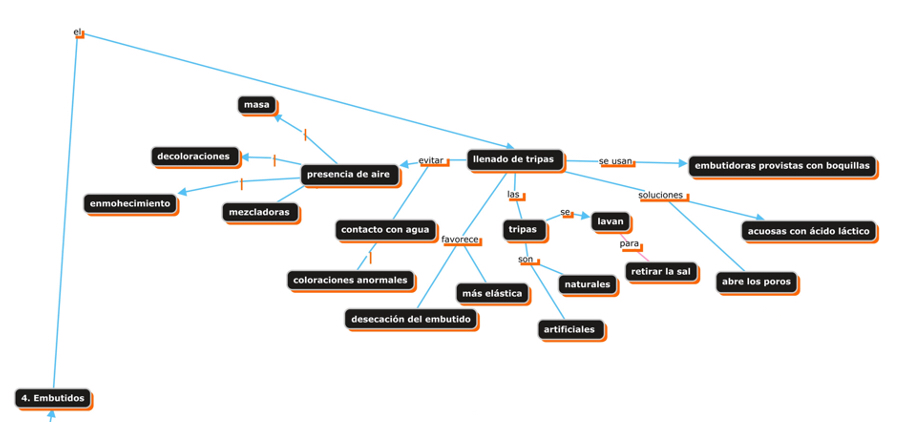 el
masa
decoloraciones
evitar
llenado de tripas
se usan
embutidoras provistas con boquillas
presencia de aire
enmohecimiento
mezcladoras
las
soluciones
se
lavan
contacto con agua
tripas
acuosas con ácido láctico
favorece
para
son
retirar la sal
coloraciones anormales
naturales
abre los poros
más elástica
desecación del embutido
artificiales
4. Embutidos